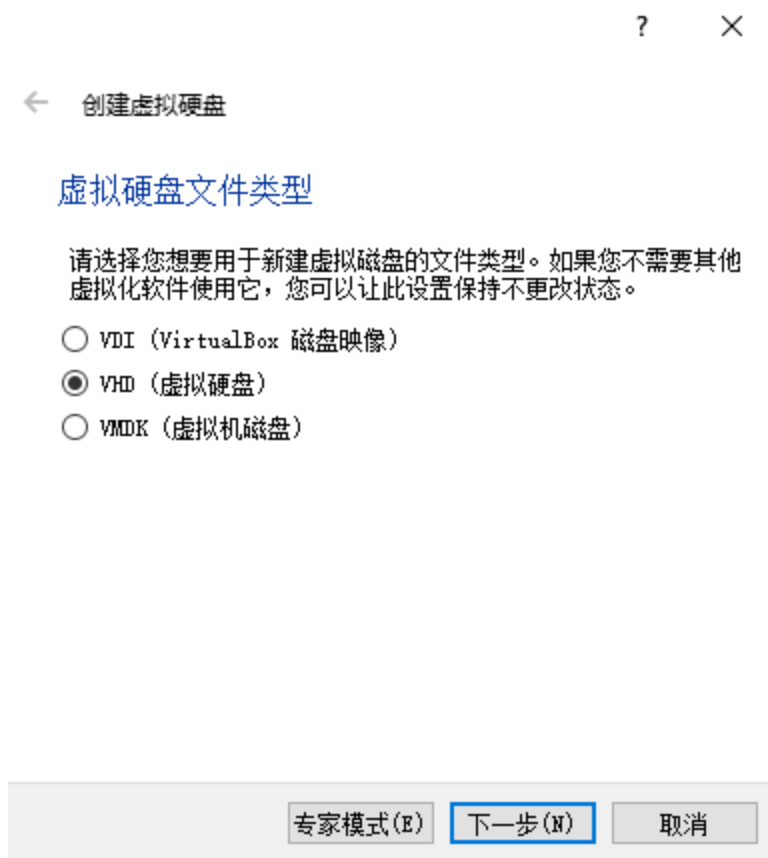 ?
创建虚拟硬盘
虚拟硬盘文件类型
请选择您想要用于新建虚拟磁盘的文件类型。如果您不需要其他
虚拟化软件使用它，您可以让此设置保持不更改状态。
VDI (VirtualBox 磁盘映像)
VHD (虚拟硬盘)
VMDK (虚拟机磁盘)
专家模式(E) 下一步(N) 取消